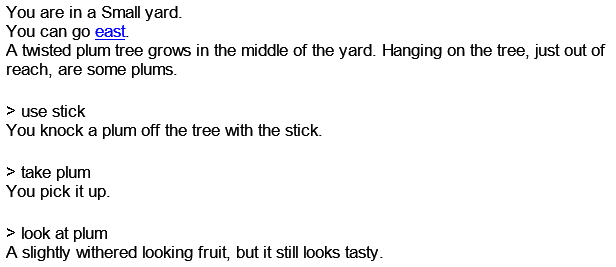 You are in a Small yard.
You can go east.
A twisted plum tree grows in the middle of the yard. Hanging on the tree, just out of
reach, are some plums.
> use stick
You knock a plum off the tree with the stick.
> take plum
You pick it up.
> look at plum
A slightly withered looking fruit, but it still looks tasty.